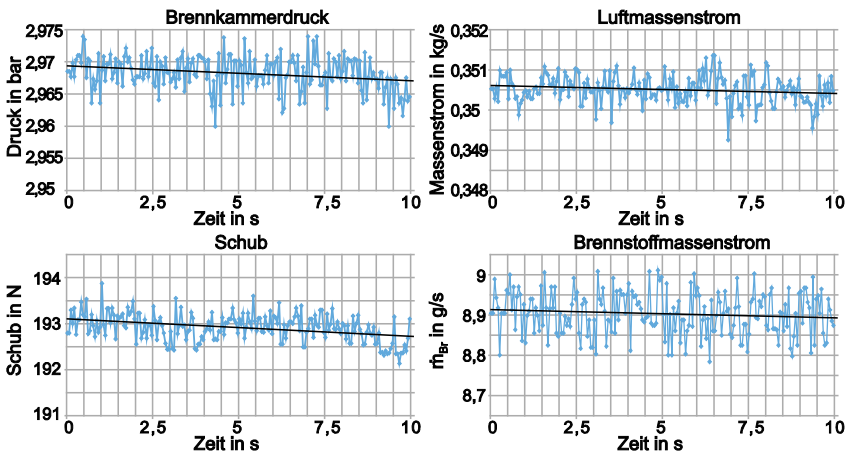 Brennkammerdruck
Druck in bar
2,975
2,97
2,965
2,96
2,955
2,95
0 2,5 5 7,5 10
Zeit in s
Luftmassenstrom
Massenstrom in kg/s
0,352
0,351
0,35
0,349
0,348
0 2,5 5 7,5 10
Zeit in s
Schub
Schub in N
194
193
192
191
0 2,5 5 7,5 10
Zeit in s
Brennstoffmassenstrom
ṁBr in g/s
9
8,9
8,8
8,7
0 2,5 5 7,5 10
Zeit in s